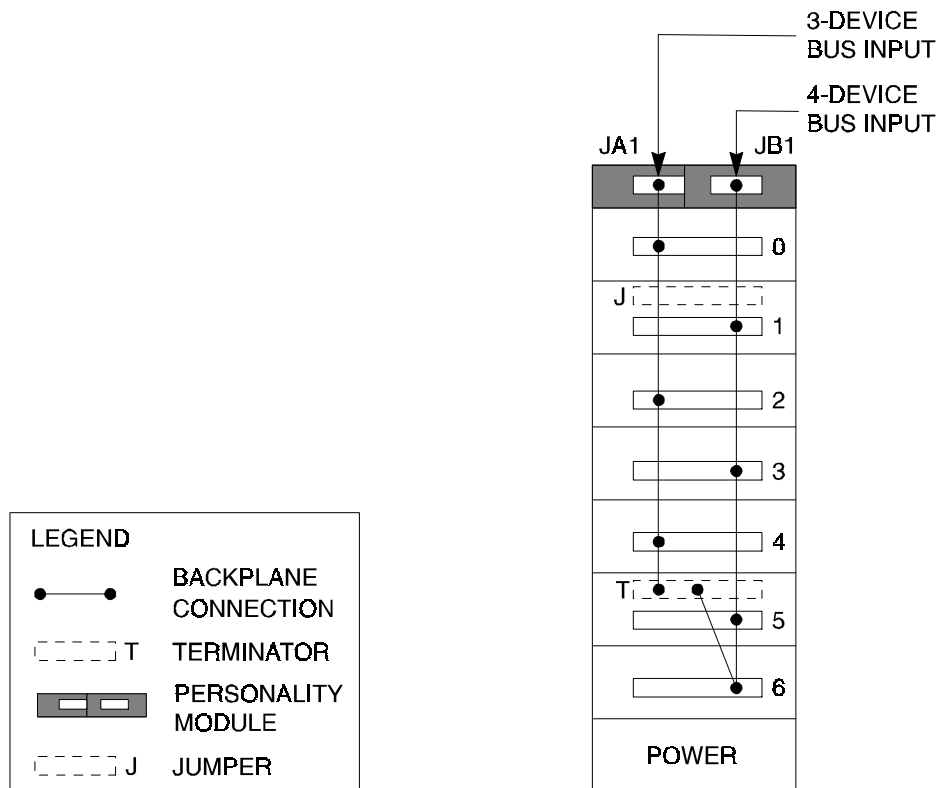 3-DEVICE
BUS INPUT
4-DEVICE
BUS INPUT
JA1
JB1
0
J
1
2
3
4
T
5
6
POWER
LEGEND
BACKPLANE
CONNECTION
T TERMINATOR
PERSONALITY
MODULE
J JUMPER